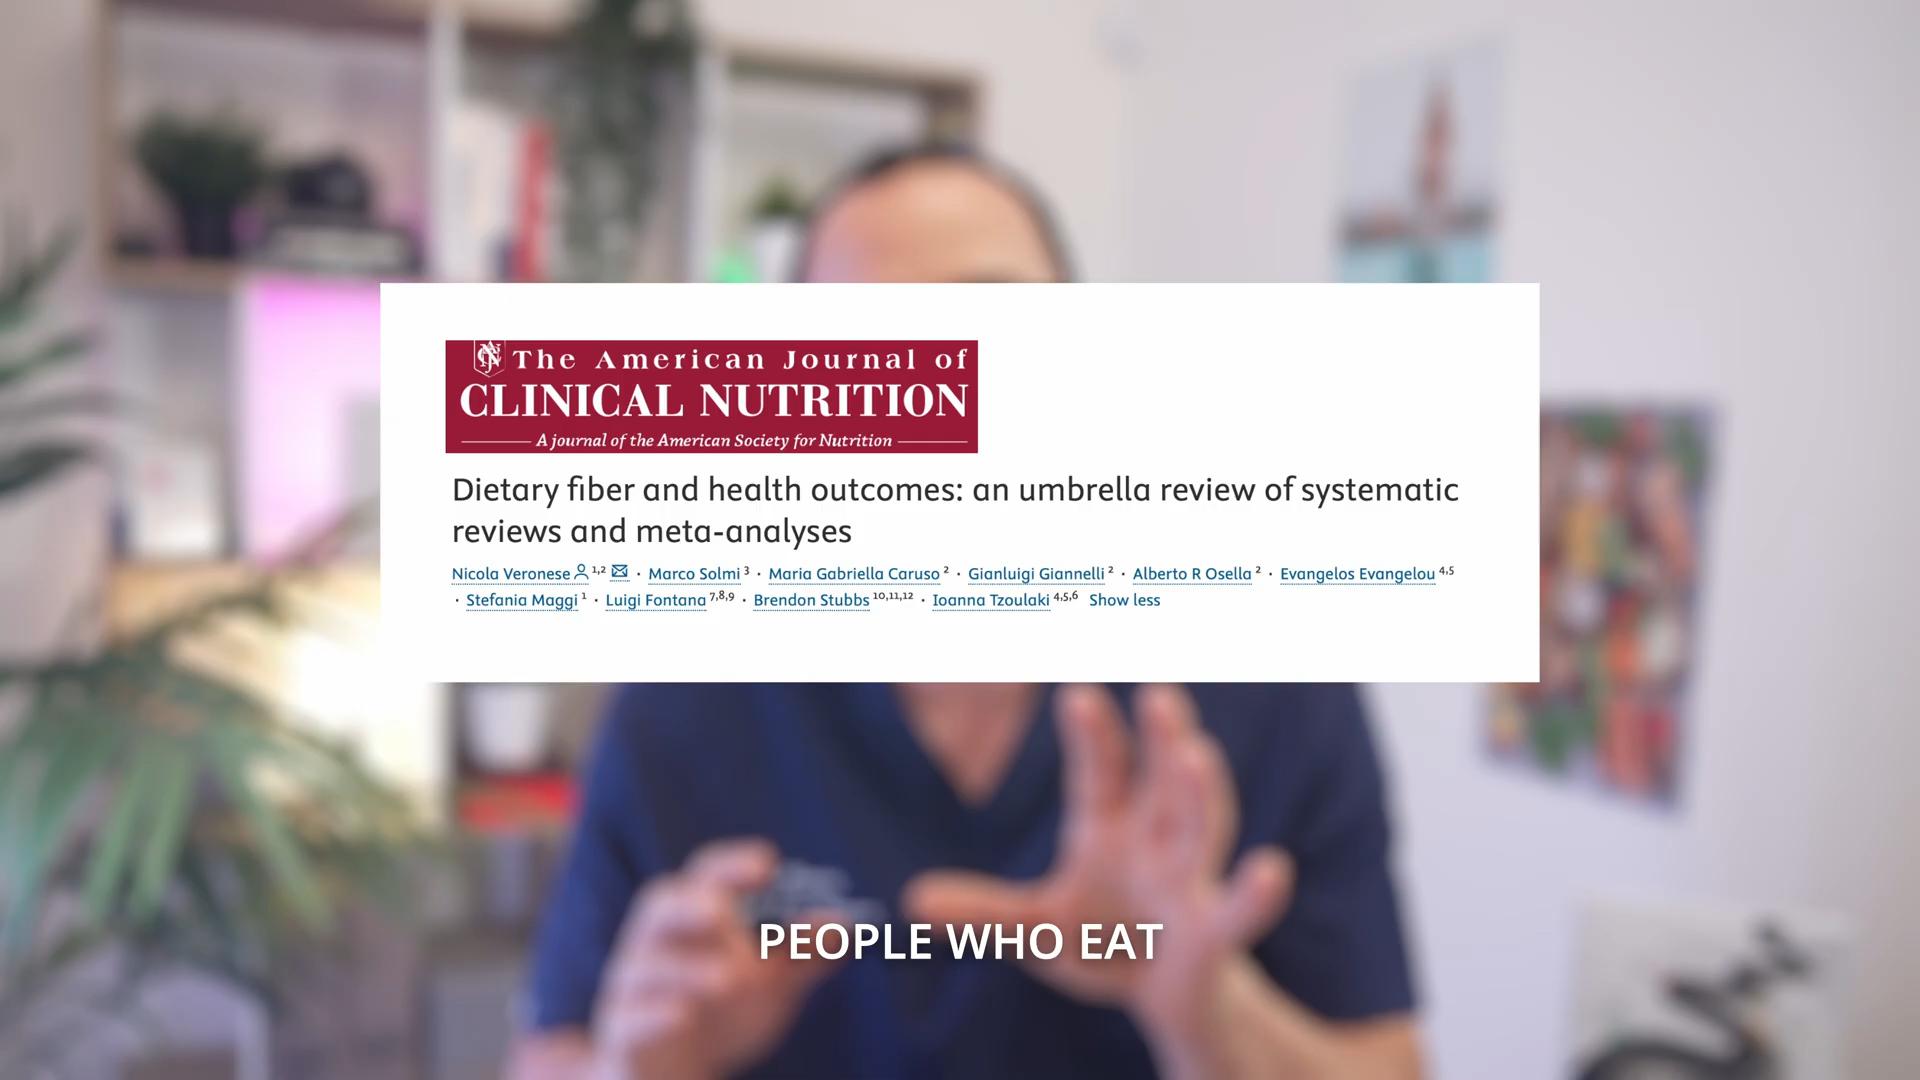 The American Journal of
CLINICAL NUTRITION
A journal of the American Society for Nutrition
Dietary fiber and health outcomes: an umbrella review of systematic
reviews and meta-analyses
Nicola Veronese 1,2 · Marco Solmi 3 · Maria Gabriella Caruso 2 · Gianluigi Giannelli 2 · Alberto R Osella 2 · Evangelos Evangelou 4,5
· Stefania Maggi 1 · Luigi Fontana 7,8,9 · Brendon Stubbs 10,11,12 · Ioanna Tzoulaki 4,5,6 Show less
PEOPLE WHO EAT